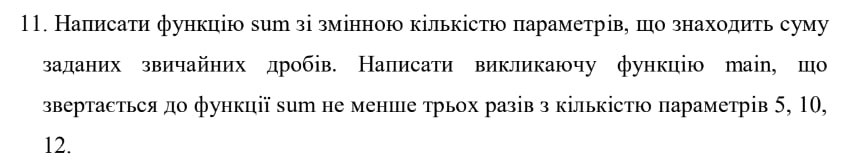 11. Написати функцію sum зі змінною кількістю параметрів, що знаходить суму
заданих звичайних дробів. Написати викликаючу функцію main, що
звертається до функції sum не менше трьох разів з кількістю параметрів 5, 10,
12.